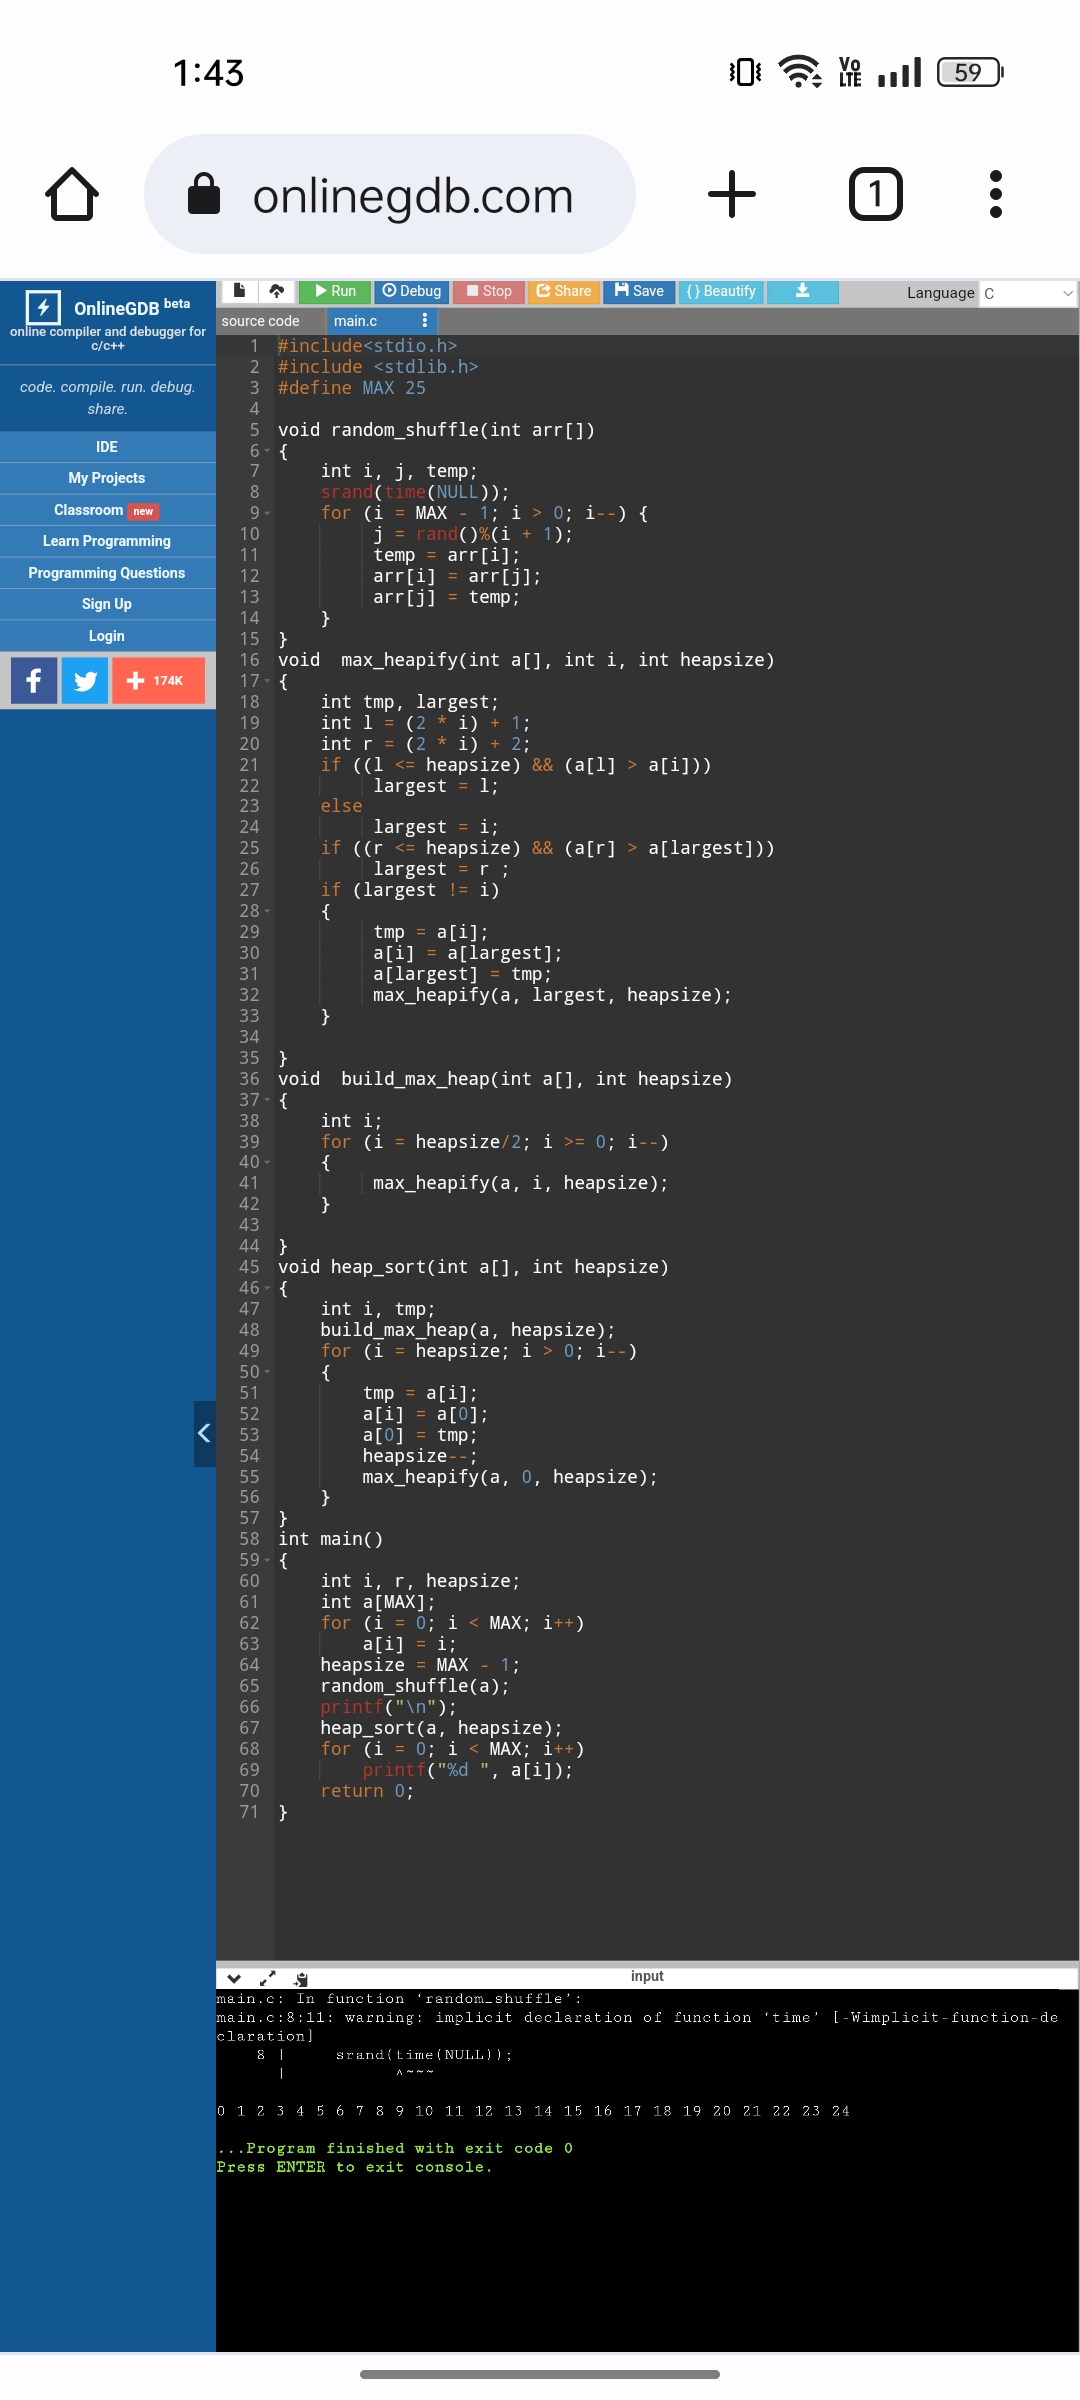 1:43
Vo
LTE
59
onlinegdb.com
1
OnlineGDB beta
online compiler and debugger for
c/c++
code. compile. run. debug.
share.
IDE
My Projects
Classroom new
Learn Programming
Programming Questions
Sign Up
Login
f
174K
Run Debug Stop Share Save {} Beautify
Language C
source code main.c
1 #include<stdio.h>
2 #include <stdlib.h>
3 #define MAX 25
4
5 void random_shuffle(int arr[])
6 {
7     int i, j, temp;
8     srand(time(NULL));
9     for (i = MAX - 1; i > 0; i--) {
10          j = rand()%(i + 1);
11          temp = arr[i];
12          arr[i] = arr[j];
13          arr[j] = temp;
14     }
15 }
16 void  max_heapify(int a[], int i, int heapsize)
17 {
18     int tmp, largest;
19     int l = (2 * i) + 1;
20     int r = (2 * i) + 2;
21     if ((l <= heapsize) && (a[l] > a[i]))
22          largest = l;
23     else
24          largest = i;
25     if ((r <= heapsize) && (a[r] > a[largest]))
26          largest = r ;
27     if (largest != i)
28     {
29          tmp = a[i];
30          a[i] = a[largest];
31          a[largest] = tmp;
32          max_heapify(a, largest, heapsize);
33     }
34
35 }
36 void  build_max_heap(int a[], int heapsize)
37 {
38     int i;
39     for (i = heapsize/2; i >= 0; i--)
40     {
41          max_heapify(a, i, heapsize);
42     }
43
44 }
45 void heap_sort(int a[], int heapsize)
46 {
47     int i, tmp;
48     build_max_heap(a, heapsize);
49     for (i = heapsize; i > 0; i--)
50     {
51         tmp = a[i];
52         a[i] = a[0];
53         a[0] = tmp;
54         heapsize--;
55         max_heapify(a, 0, heapsize);
56     }
57 }
58 int main()
59 {
60     int i, r, heapsize;
61     int a[MAX];
62     for (i = 0; i < MAX; i++)
63         a[i] = i;
64     heapsize = MAX - 1;
65     random_shuffle(a);
66     printf("\n");
67     heap_sort(a, heapsize);
68     for (i = 0; i < MAX; i++)
69         printf("%d ", a[i]);
70     return 0;
71 }
input
main.c: In function ‘random_shuffle’:
main.c:8:11: warning: implicit declaration of function ‘time’ [-Wimplicit-function-de
claration]
    8 |     srand(time(NULL));
      |           ^~~~
0 1 2 3 4 5 6 7 8 9 10 11 12 13 14 15 16 17 18 19 20 21 22 23 24
...Program finished with exit code 0
Press ENTER to exit console.